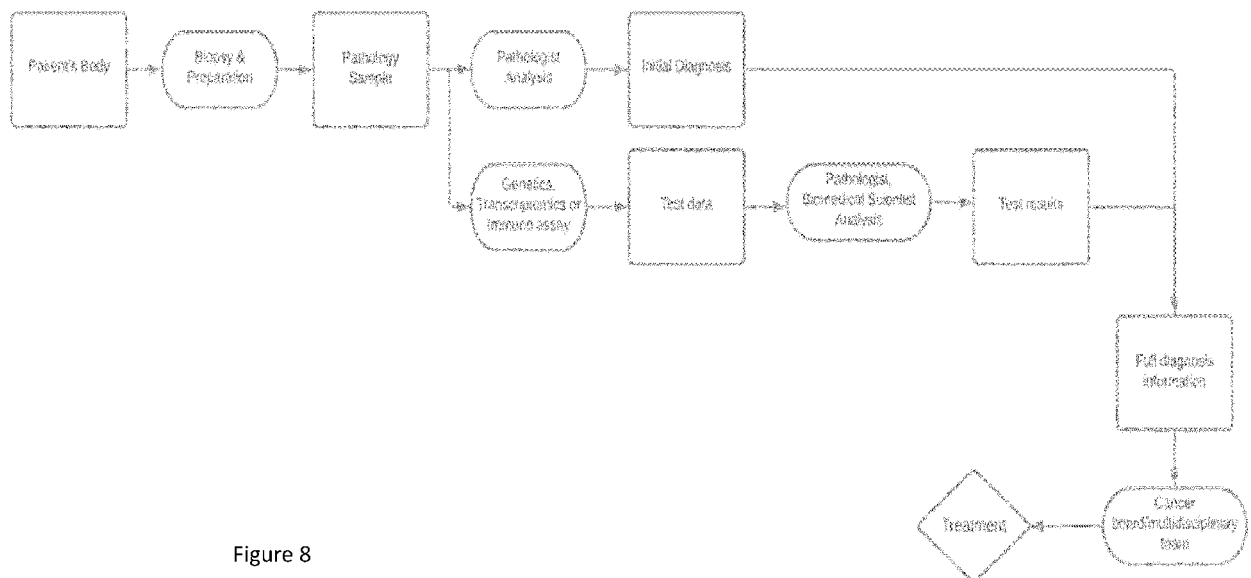 Patient's Body
Biopsy &
Preparation
Pathology
Sample
Pathologist
Analysis
Initial Diagnosis
Genetics,
Transcriptomics or
Immuno assay
Test data
Pathologist,
Biomedical Scientist
Analysis
Test results
Full diagnosis
information
Cancer
board/multidisciplinary
team
Treatment
Figure 8